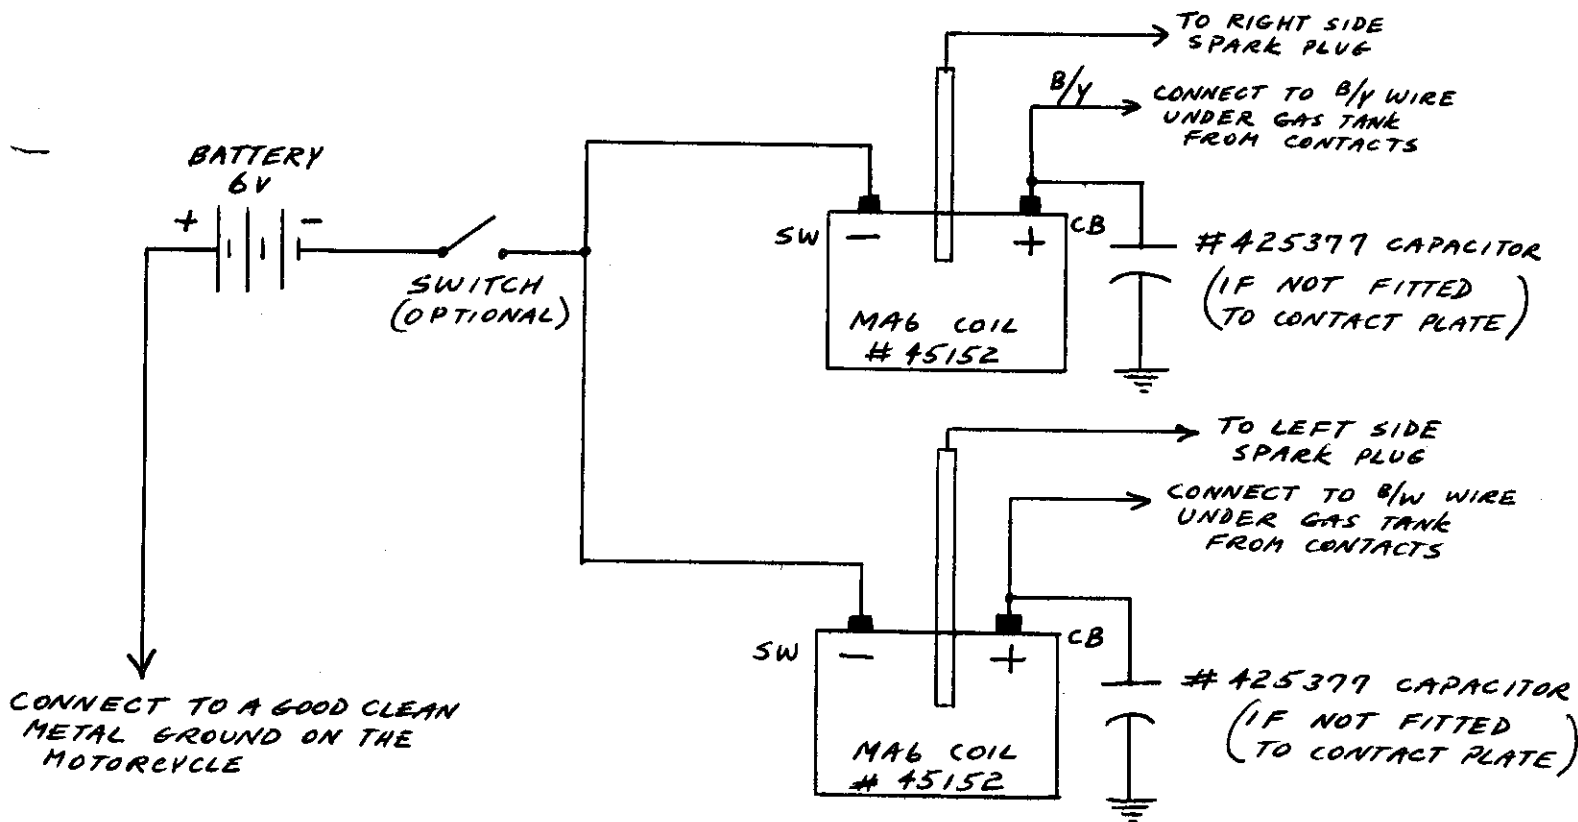 TO RIGHT SIDE
SPARK PLUG
B/Y
CONNECT TO B/Y WIRE
UNDER GAS TANK
FROM CONTACTS
BATTERY
6V
+
-
SWITCH
(OPTIONAL)
SW
-
+
CB
MA6 COIL
# 45152
# 425377 CAPACITOR
(IF NOT FITTED
TO CONTACT PLATE)
TO LEFT SIDE
SPARK PLUG
CONNECT TO B/W WIRE
UNDER GAS TANK
FROM CONTACTS
SW
-
+
CB
MA6 COIL
# 45152
# 425377 CAPACITOR
(IF NOT FITTED
TO CONTACT PLATE)
CONNECT TO A GOOD CLEAN
METAL GROUND ON THE
MOTORCYCLE